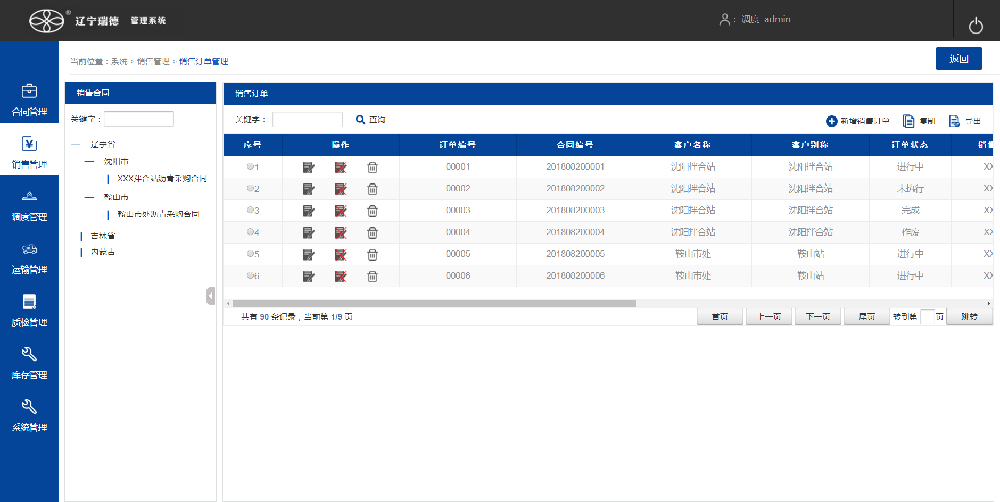 ® 辽宁瑞德 管理系统
: 调度 admin
当前位置：系统 > 销售管理 > 销售订单管理
返回
合同管理
销售管理
调度管理
运输管理
质检管理
库存管理
系统管理
销售合同
关键字：
辽宁省
沈阳市
XXX拌合站沥青采购合同
鞍山市
鞍山市处沥青采购合同
吉林省
内蒙古
销售订单
关键字： 查询
新增销售订单 复制 导出
序号 操作 订单编号 合同编号 客户名称 客户别称 订单状态 销售
1 00001 201808200001 沈阳拌合站 沈阳拌合站 进行中 XX
2 00002 201808200002 沈阳拌合站 沈阳拌合站 未执行 XX
3 00003 201808200003 沈阳拌合站 沈阳拌合站 完成 XX
4 00004 201808200004 沈阳拌合站 沈阳拌合站 作废 XX
5 00005 201808200005 鞍山市处 鞍山站 进行中 XX
6 00006 201808200006 鞍山市处 鞍山站 进行中 XX
共有 90 条记录，当前第 1/9 页 首页 上一页 下一页 尾页 转到第 页 跳转